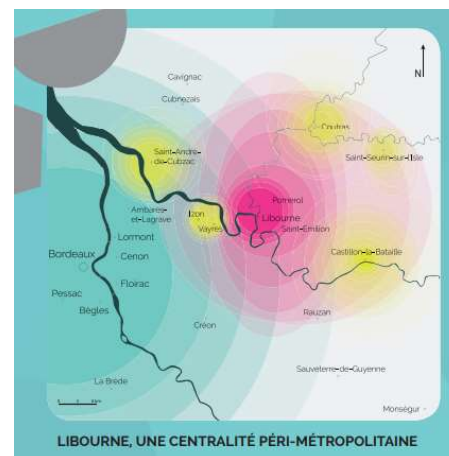 N
Cavignac
Cubnezais
Coutras
Saint-André-
de-Cubzac
Saint-Seurin-sur-l'Isle
Pomerol
Ambarès-
et-Lagrave
Izon
Libourne
Vayres
Saint-Emilion
Lormont
Bordeaux
Cenon
Castillon-la-Bataille
Floirac
Pessac
Bègles
Créon
Rauzan
Sauveterre-de-Guyenne
La Brède
Monségur
LIBOURNE, UNE CENTRALITÉ PÉRI-MÉTROPOLITAINE